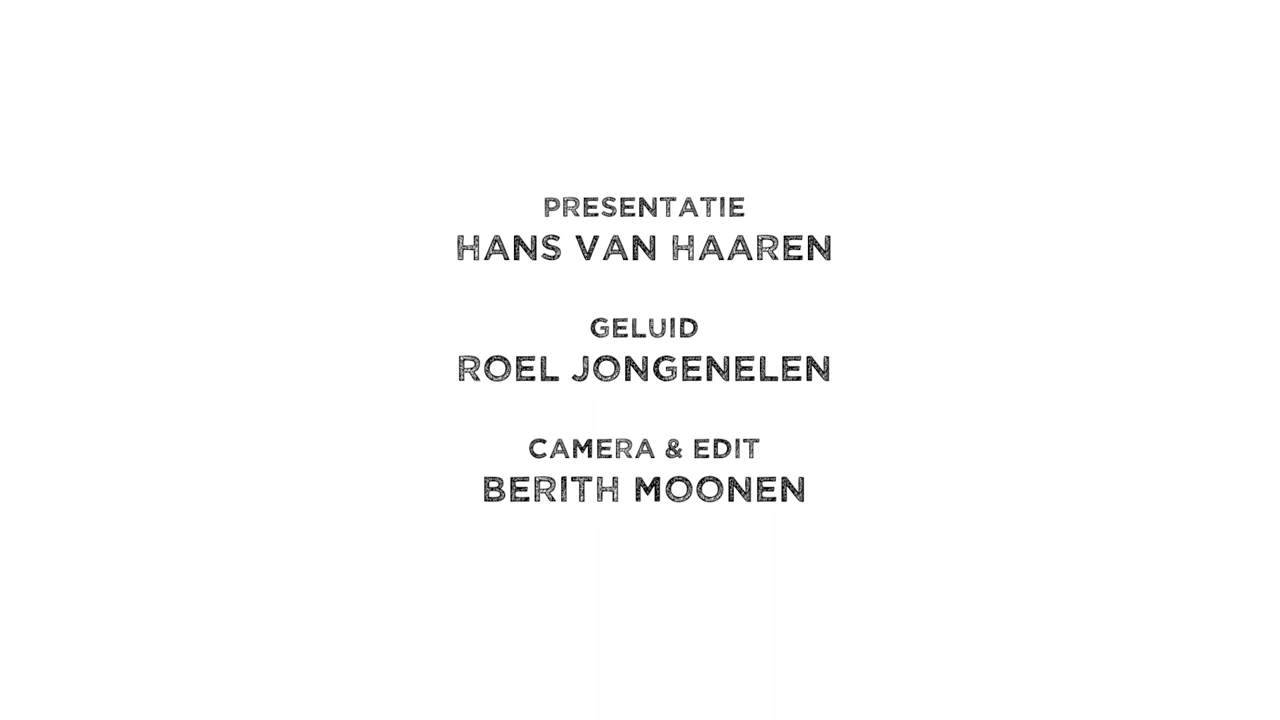 PRESENTATIE
HANS VAN HAAREN
GELUID
ROEL JONGENELEN
CAMERA & EDIT
BERITH MOONEN